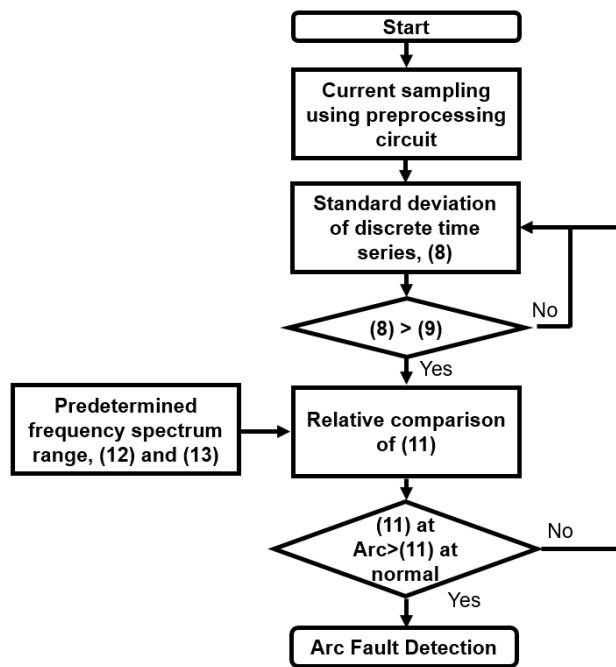 Start
Current sampling
using preprocessing
circuit
Standard deviation
of discrete time
series, (8)
(8) > (9)
No
Yes
Predetermined
frequency spectrum
range, (12) and (13)
Relative comparison
of (11)
(11) at
Arc>(11) at
normal
No
Yes
Arc Fault Detection